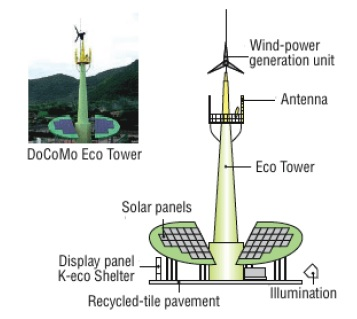 Wind-power
generation unit
Antenna
DoCoMo Eco Tower
Eco Tower
Solar panels
Display panel
K-eco Shelter
Illumination
Recycled-tile pavement